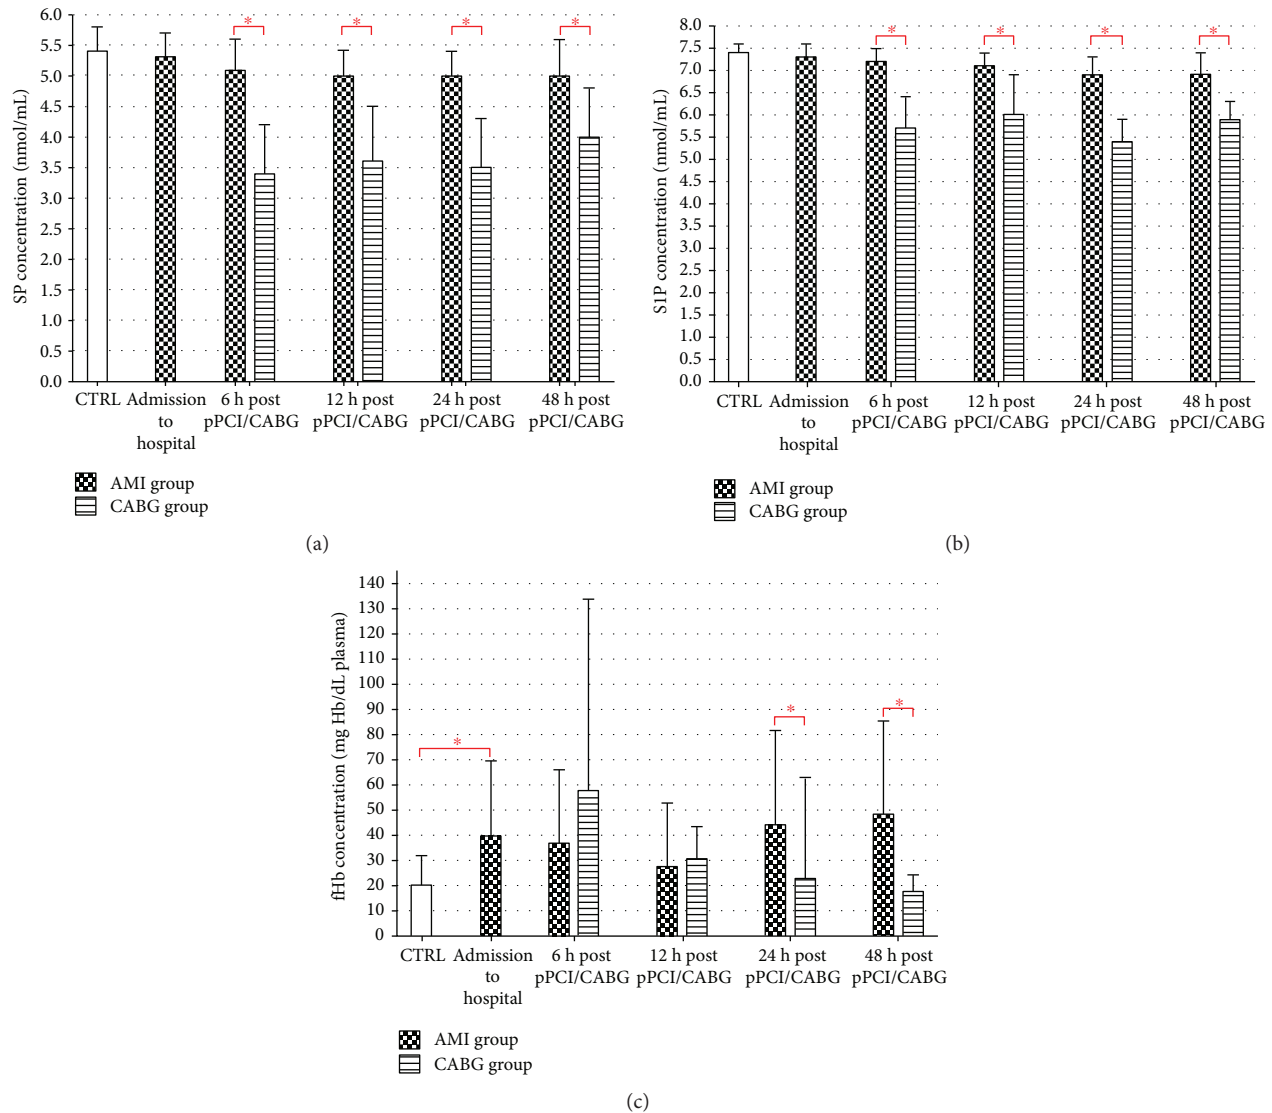 SP concentration (nmol/mL)
6.0
5.5
5.0
4.5
4.0
3.5
3.0
2.5
2.0
1.5
1.0
0.5
0.0
*
*
*
*
CTRL Admission to hospital
6 h post pPCI/CABG
12 h post pPCI/CABG
24 h post pPCI/CABG
48 h post pPCI/CABG
AMI group
CABG group
(a)
S1P concentration (nmol/mL)
8.0
7.5
7.0
6.5
6.0
5.5
5.0
4.5
4.0
3.5
3.0
2.5
2.0
1.5
1.0
0.5
0.0
*
*
*
*
CTRL Admission to hospital
6 h post pPCI/CABG
12 h post pPCI/CABG
24 h post pPCI/CABG
48 h post pPCI/CABG
AMI group
CABG group
(b)
fHb concentration (mg Hb/dL plasma)
140
130
120
110
100
90
80
70
60
50
40
30
20
10
0
*
*
*
CTRL Admission to hospital
6 h post pPCI/CABG
12 h post pPCI/CABG
24 h post pPCI/CABG
48 h post pPCI/CABG
AMI group
CABG group
(c)